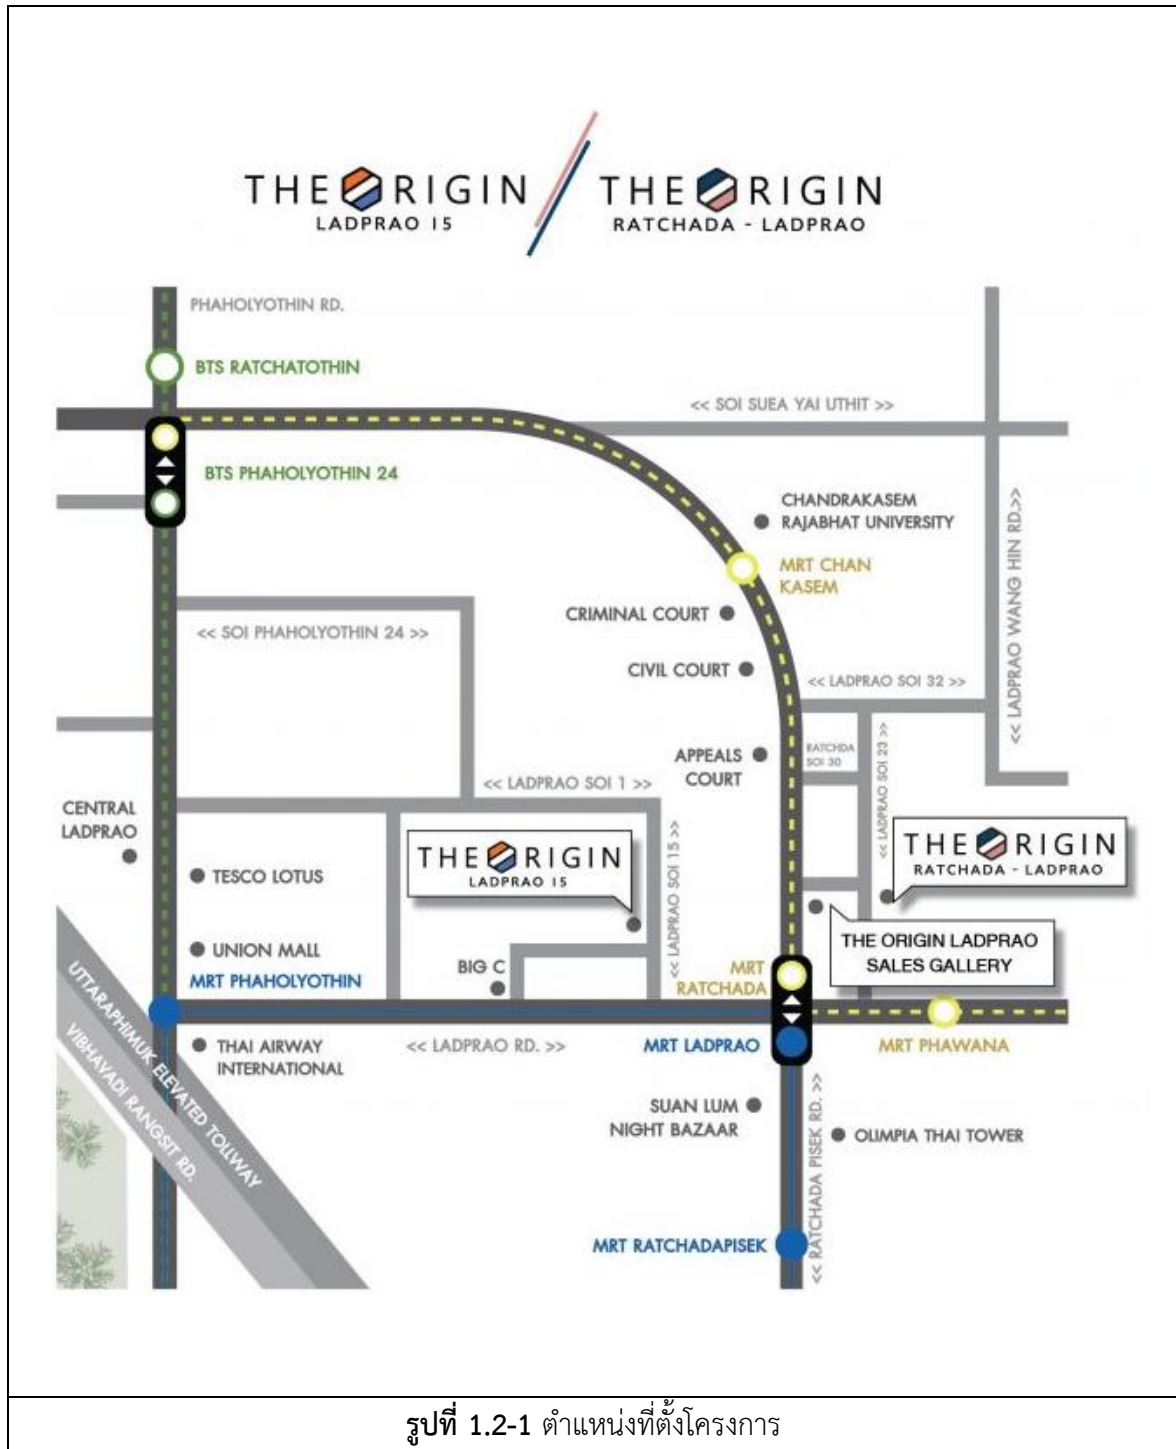 THE ORIGIN
LADPRAO 15
THE ORIGIN
RATCHADA - LADPRAO
PHAHOLYOTHIN RD.
BTS RATCHATOTHIN
<< SOI SUEA YAI UTHIT >>
BTS PHAHOLYOTHIN 24
CHANDRAKASEM
RAJABHAT UNIVERSITY
<< LADPRAO WANG HIN RD.>>
MRT CHAN
KASEM
CRIMINAL COURT
<< SOI PHAHOLYOTHIN 24 >>
CIVIL COURT
<< LADPRAO SOI 32 >>
APPEALS
COURT
RATCHDA
SOI 30
<< LADPRAO SOI 23 >>
<< LADPRAO SOI 1 >>
CENTRAL
LADPRAO
THE ORIGIN
LADPRAO 15
<< LADPRAO SOI 15 >>
THE ORIGIN
RATCHADA - LADPRAO
TESCO LOTUS
THE ORIGIN LADPRAO
SALES GALLERY
UNION MALL
MRT PHAHOLYOTHIN
BIG C
MRT
RATCHADA
UTTARAPHIMUK ELEVATED TOLLWAY
VIBHAVADI RANGSIT RD.
THAI AIRWAY
INTERNATIONAL
<< LADPRAO RD. >>
MRT LADPRAO
MRT PHAWANA
SUAN LUM
NIGHT BAZAAR
<< RATCHADA PISEK RD. >>
OLIMPIA THAI TOWER
MRT RATCHADAPISEK
รูปที่ 1.2-1 ตำแหน่งที่ตั้งโครงการ